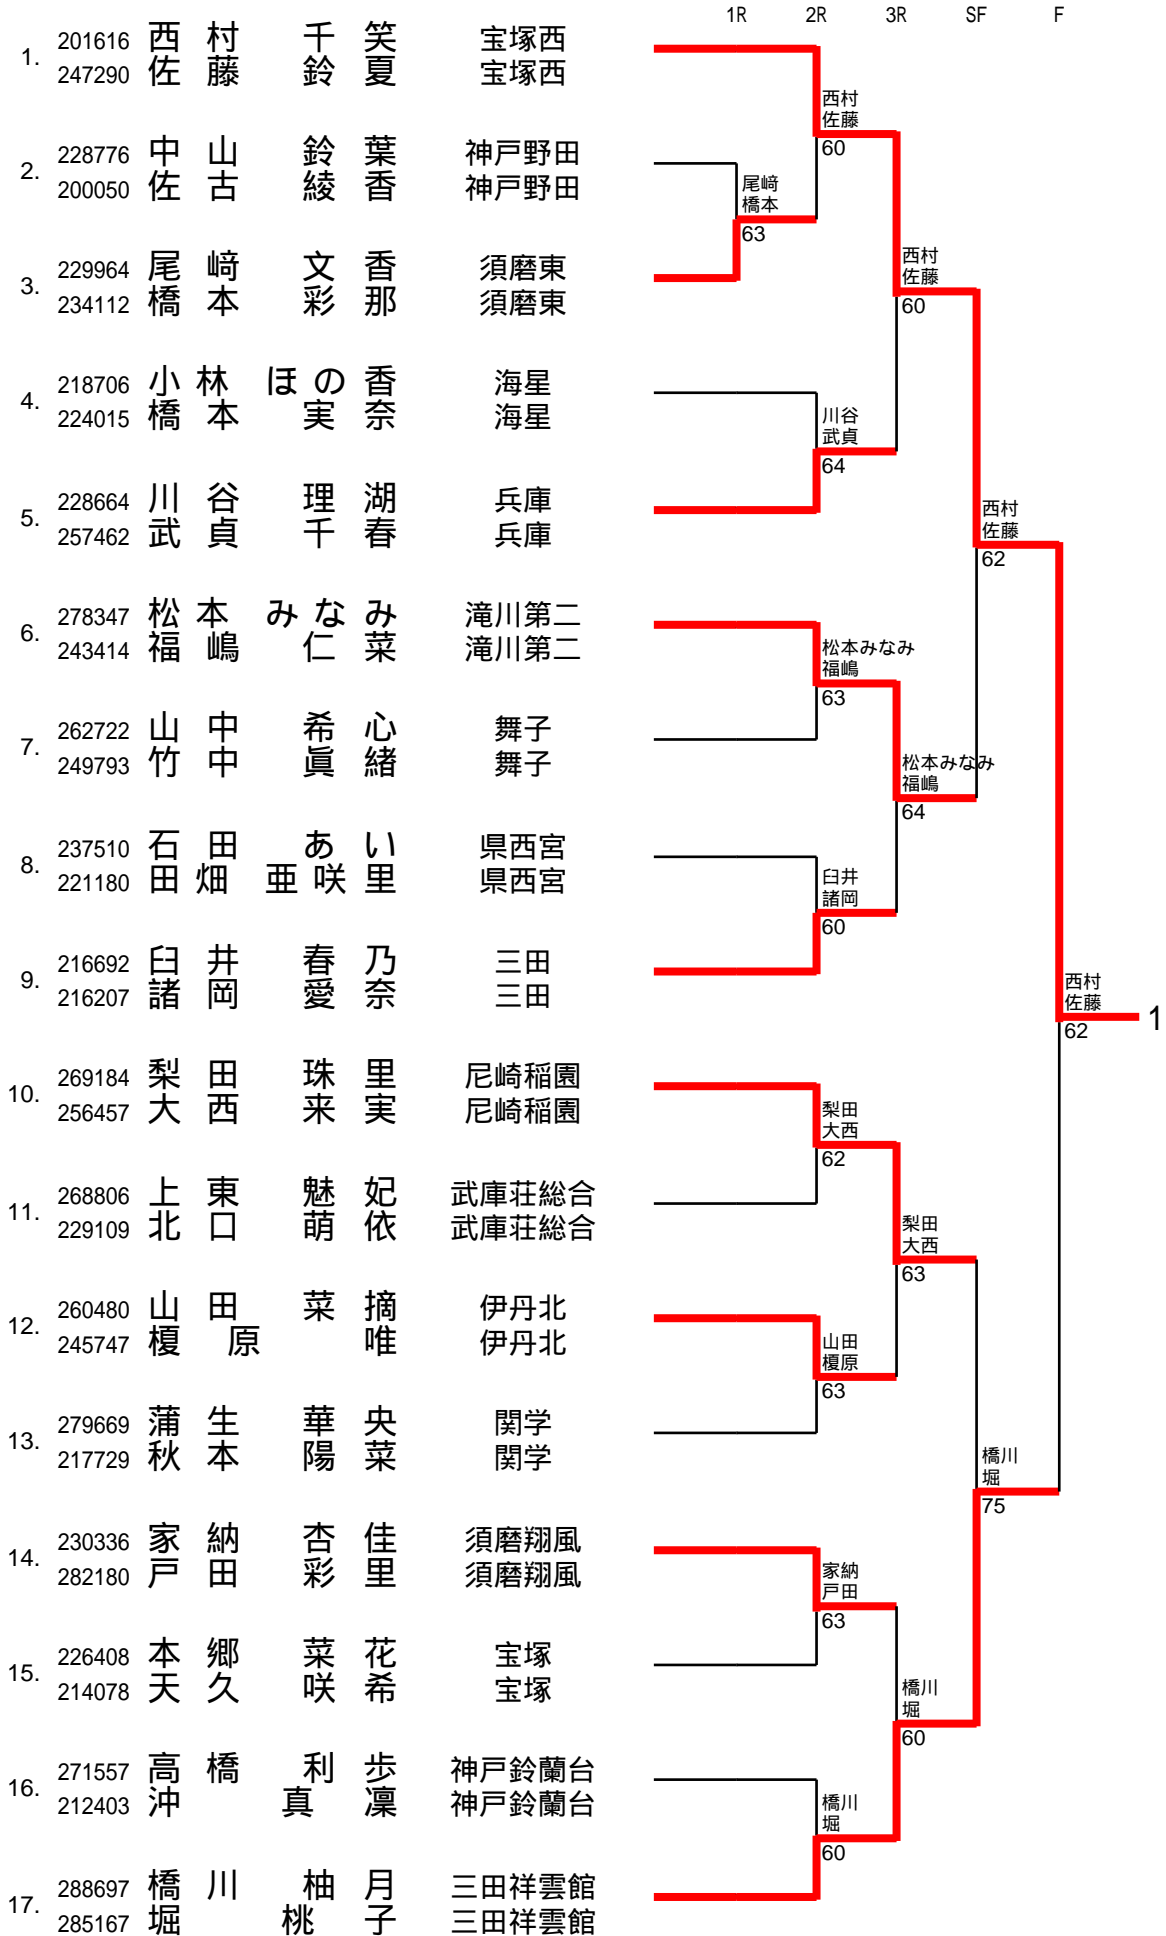 1R 2R 3R SF F
1. 201616 西村 千笑 宝塚西
247290 佐藤 鈴夏 宝塚西
西村
佐藤
60
2. 228776 中山 鈴葉 神戸野田
200050 佐古 綾香 神戸野田
尾﨑
橋本
63
3. 229964 尾﨑 文香 須磨東
234112 橋本 彩那 須磨東
西村
佐藤
60
4. 218706 小林 ほの香 海星
224015 橋本 実奈 海星
川谷
武貞
64
5. 228664 川谷 理湖 兵庫
257462 武貞 千春 兵庫
西村
佐藤
62
6. 278347 松本 みなみ 滝川第二
243414 福嶋 仁菜 滝川第二
松本みなみ
福嶋
63
7. 262722 山中 希心 舞子
249793 竹中 眞緒 舞子
松本みなみ
福嶋
64
8. 237510 石田 あい 県西宮
221180 田畑 亜咲里 県西宮
臼井
諸岡
60
9. 216692 臼井 春乃 三田
216207 諸岡 愛奈 三田
西村
佐藤
62
1
10. 269184 梨田 珠里 尼崎稲園
256457 大西 来実 尼崎稲園
梨田
大西
62
11. 268806 上東 魅妃 武庫荘総合
229109 北口 萌依 武庫荘総合
梨田
大西
63
12. 260480 山田 菜摘 伊丹北
245747 榎原 唯 伊丹北
山田
榎原
63
13. 279669 蒲生 華央 関学
217729 秋本 陽菜 関学
橋川
堀
75
14. 230336 家納 杏佳 須磨翔風
282180 戸田 彩里 須磨翔風
家納
戸田
63
15. 226408 本郷 菜花 宝塚
214078 天久 咲希 宝塚
橋川
堀
60
16. 271557 高橋 利歩 神戸鈴蘭台
212403 沖 真凜 神戸鈴蘭台
橋川
堀
60
17. 288697 橋川 柚月 三田祥雲館
285167 堀 桃子 三田祥雲館